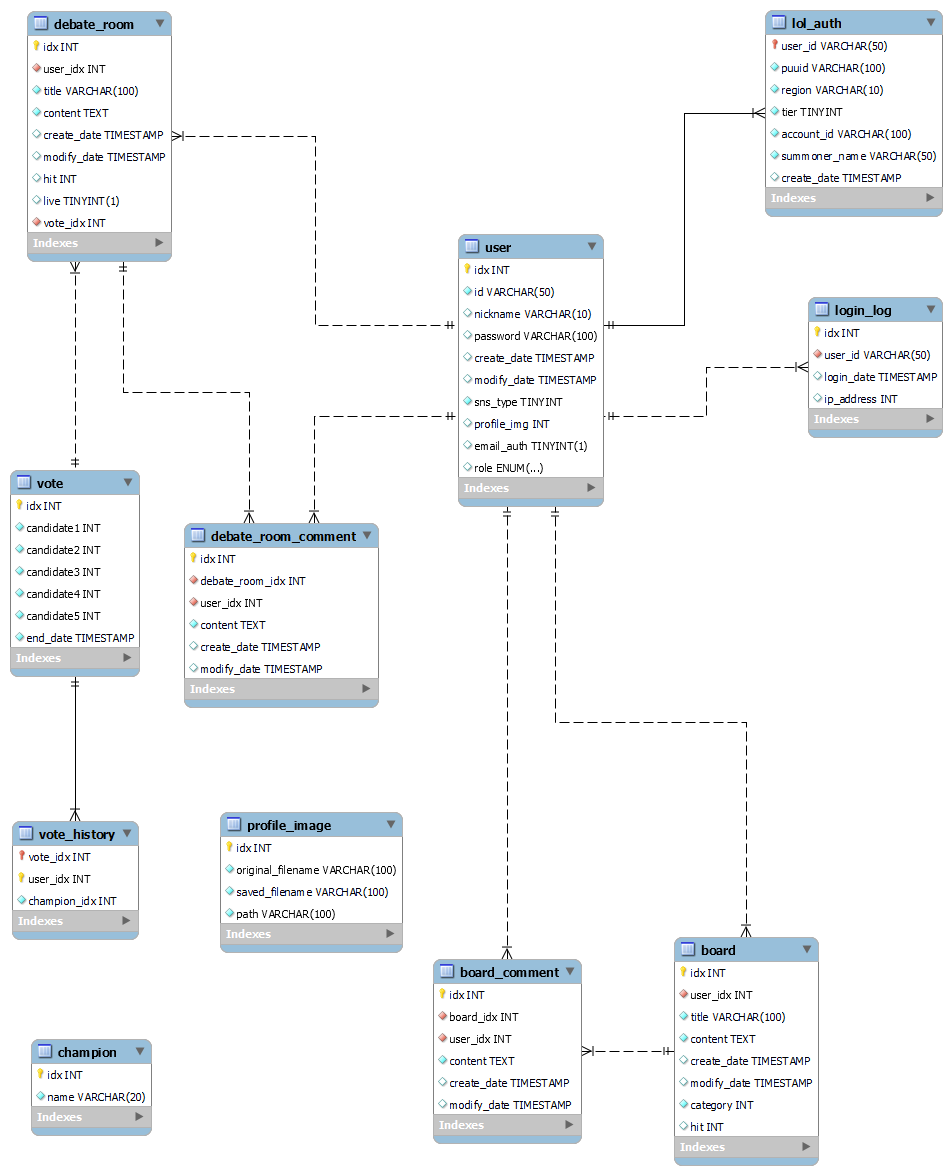 debate_room
idx INT
user_idx INT
title VARCHAR(100)
content TEXT
create_date TIMESTAMP
modify_date TIMESTAMP
hit INT
live TINYINT(1)
vote_idx INT
Indexes
lol_auth
user_id VARCHAR(50)
puuid VARCHAR(100)
region VARCHAR(10)
tier TINYINT
account_id VARCHAR(100)
summoner_name VARCHAR(50)
create_date TIMESTAMP
Indexes
user
idx INT
id VARCHAR(50)
nickname VARCHAR(10)
password VARCHAR(100)
create_date TIMESTAMP
modify_date TIMESTAMP
sns_type TINYINT
profile_img INT
email_auth TINYINT(1)
role ENUM(...)
Indexes
login_log
idx INT
user_id VARCHAR(50)
login_date TIMESTAMP
ip_address INT
Indexes
vote
idx INT
candidate1 INT
candidate2 INT
candidate3 INT
candidate4 INT
candidate5 INT
end_date TIMESTAMP
Indexes
debate_room_comment
idx INT
debate_room_idx INT
user_idx INT
content TEXT
create_date TIMESTAMP
modify_date TIMESTAMP
Indexes
vote_history
vote_idx INT
user_idx INT
champion_idx INT
Indexes
profile_image
idx INT
original_filename VARCHAR(100)
saved_filename VARCHAR(100)
path VARCHAR(100)
Indexes
board_comment
idx INT
board_idx INT
user_idx INT
content TEXT
create_date TIMESTAMP
modify_date TIMESTAMP
Indexes
board
idx INT
user_idx INT
title VARCHAR(100)
content TEXT
create_date TIMESTAMP
modify_date TIMESTAMP
category INT
hit INT
Indexes
champion
idx INT
name VARCHAR(20)
Indexes